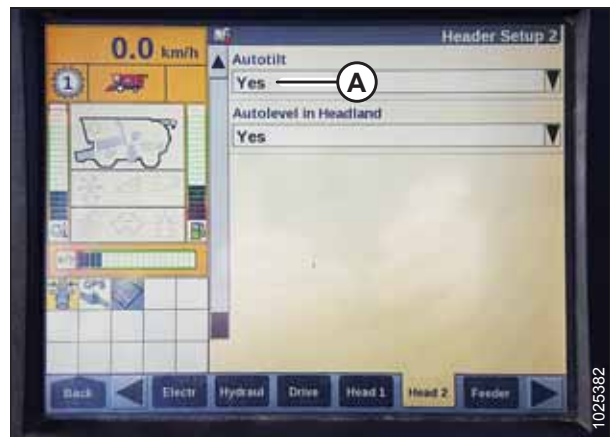 Header Setup 2
0.0 km/h
1
Autotilt
Yes
A
Autolevel in Headland
Yes
Back
Electr
Hydraul
Drive
Head 1
Head 2
Feeder
1025382